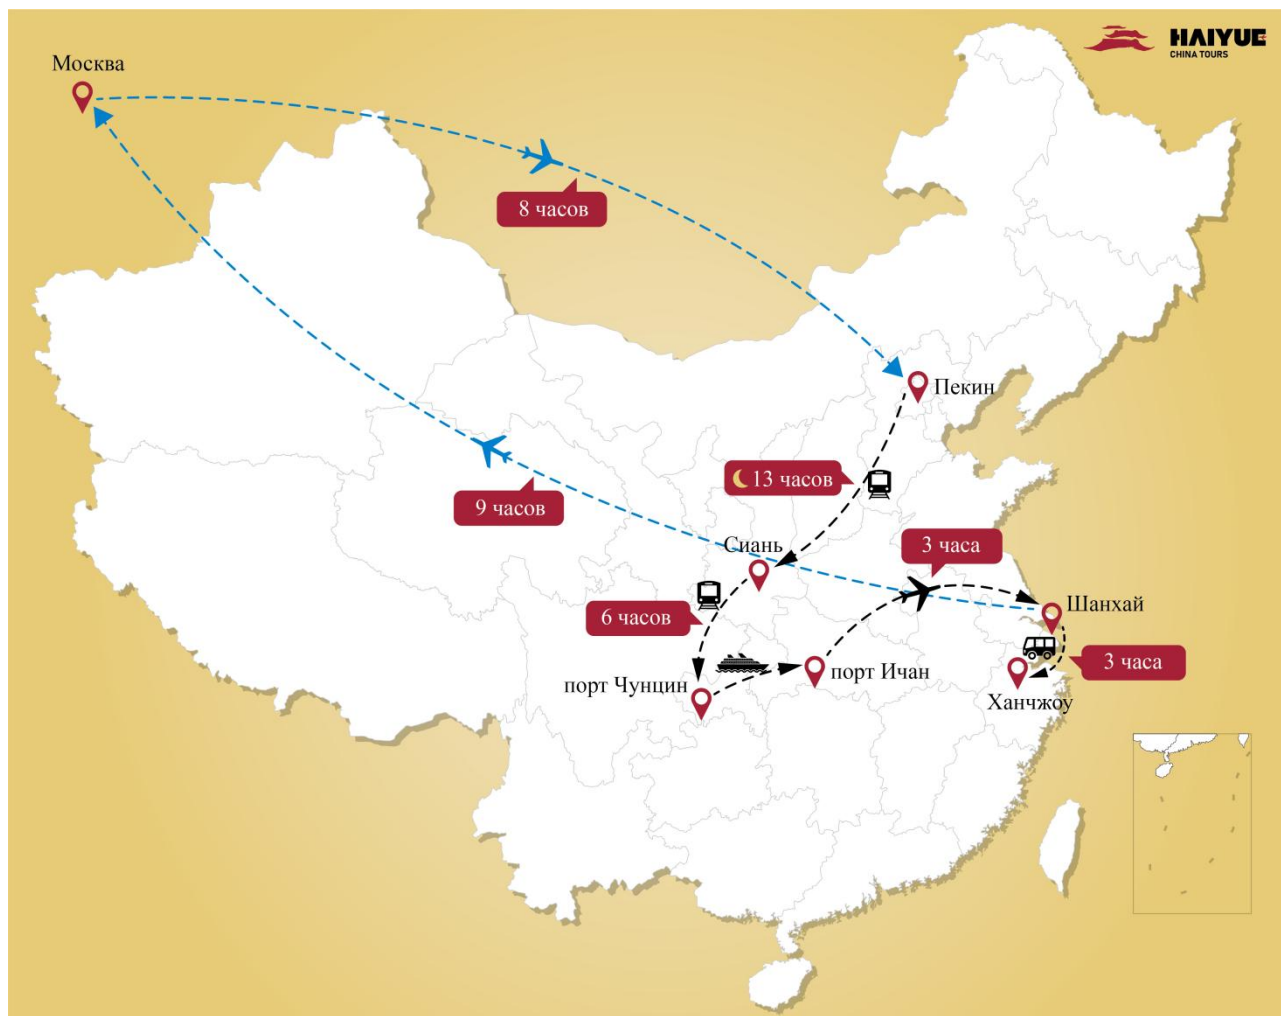 HAIYUE
CHINA TOURS
Москва
8 часов
Пекин
13 часов
9 часов
Сиань
3 часа
Шанхай
6 часов
3 часа
порт Ичан
порт Чунцин
Ханчжоу